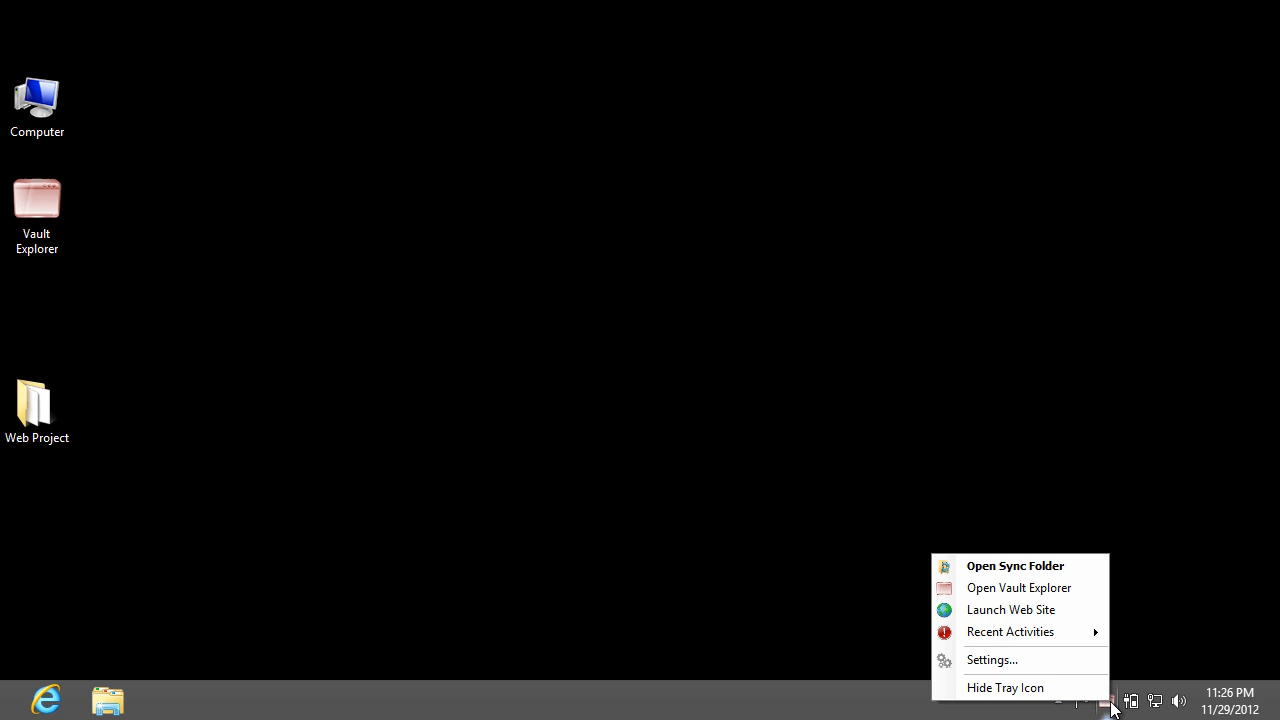 Computer
Vault
Explorer
Web Project
Open Sync Folder
Open Vault Explorer
Launch Web Site
Recent Activities
Settings...
Hide Tray Icon
11:26 PM
11/29/2012